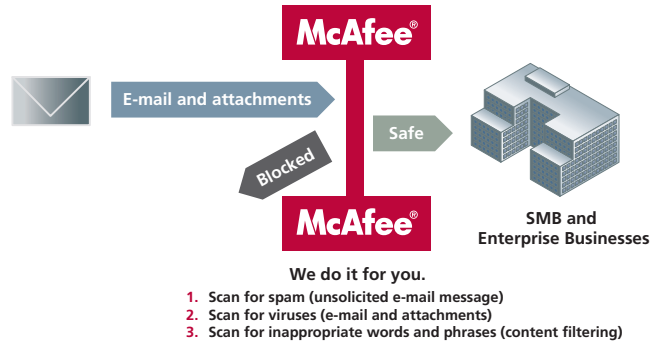 McAfee®
E-mail and attachments
Safe
Blocked
McAfee®
SMB and
Enterprise Businesses
We do it for you.
1. Scan for spam (unsolicited e-mail message)
2. Scan for viruses (e-mail and attachments)
3. Scan for inappropriate words and phrases (content filtering)